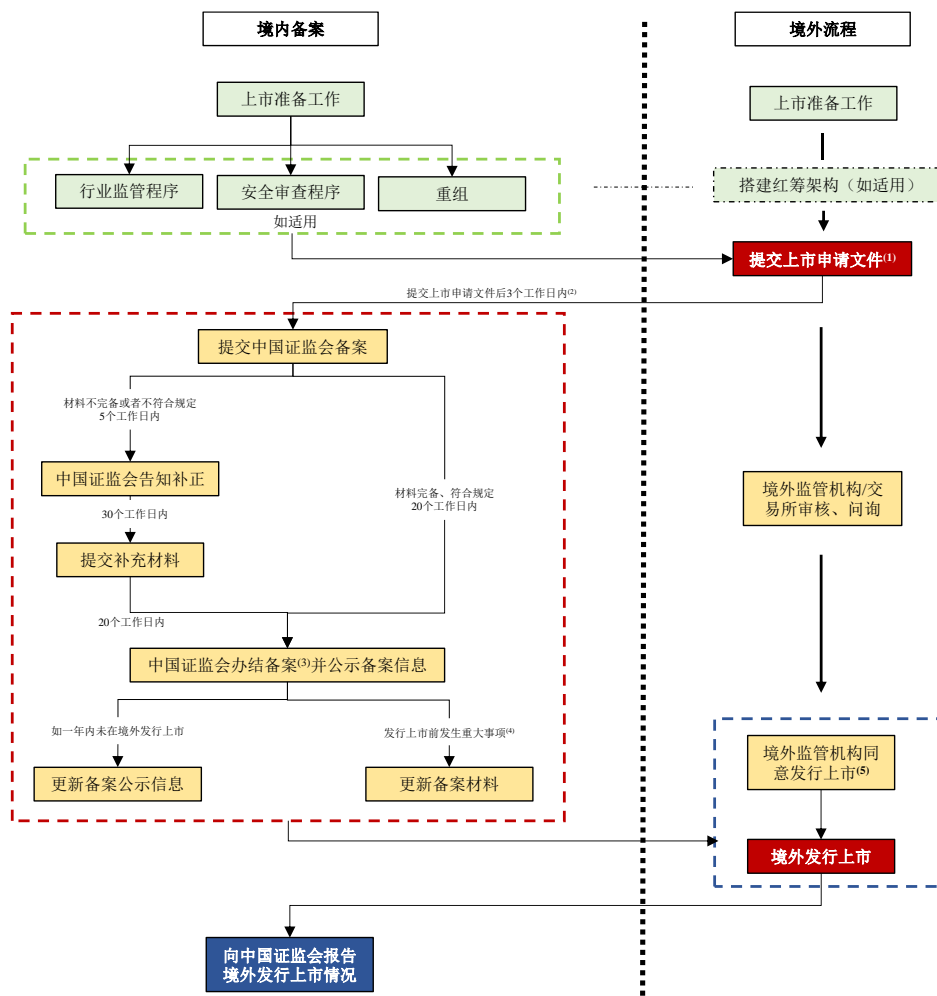 境内备案
境外流程
上市准备工作
上市准备工作
行业监管程序
安全审查程序
重组
如适用
搭建红筹架构（如适用）
提交上市申请文件(1)
提交上市申请文件后3个工作日内(2)
提交中国证监会备案
材料不完备或者不符合规定
5个工作日内
中国证监会告知补正
材料完备、符合规定
20个工作日内
境外监管机构/交
易所审核、问询
30个工作日内
提交补充材料
20个工作日内
中国证监会办结备案(3)并公示备案信息
如一年内未在境外发行上市
发行上市前发生重大事项(4)
更新备案公示信息
更新备案材料
境外监管机构同
意发行上市(5)
境外发行上市
向中国证监会报告
境外发行上市情况